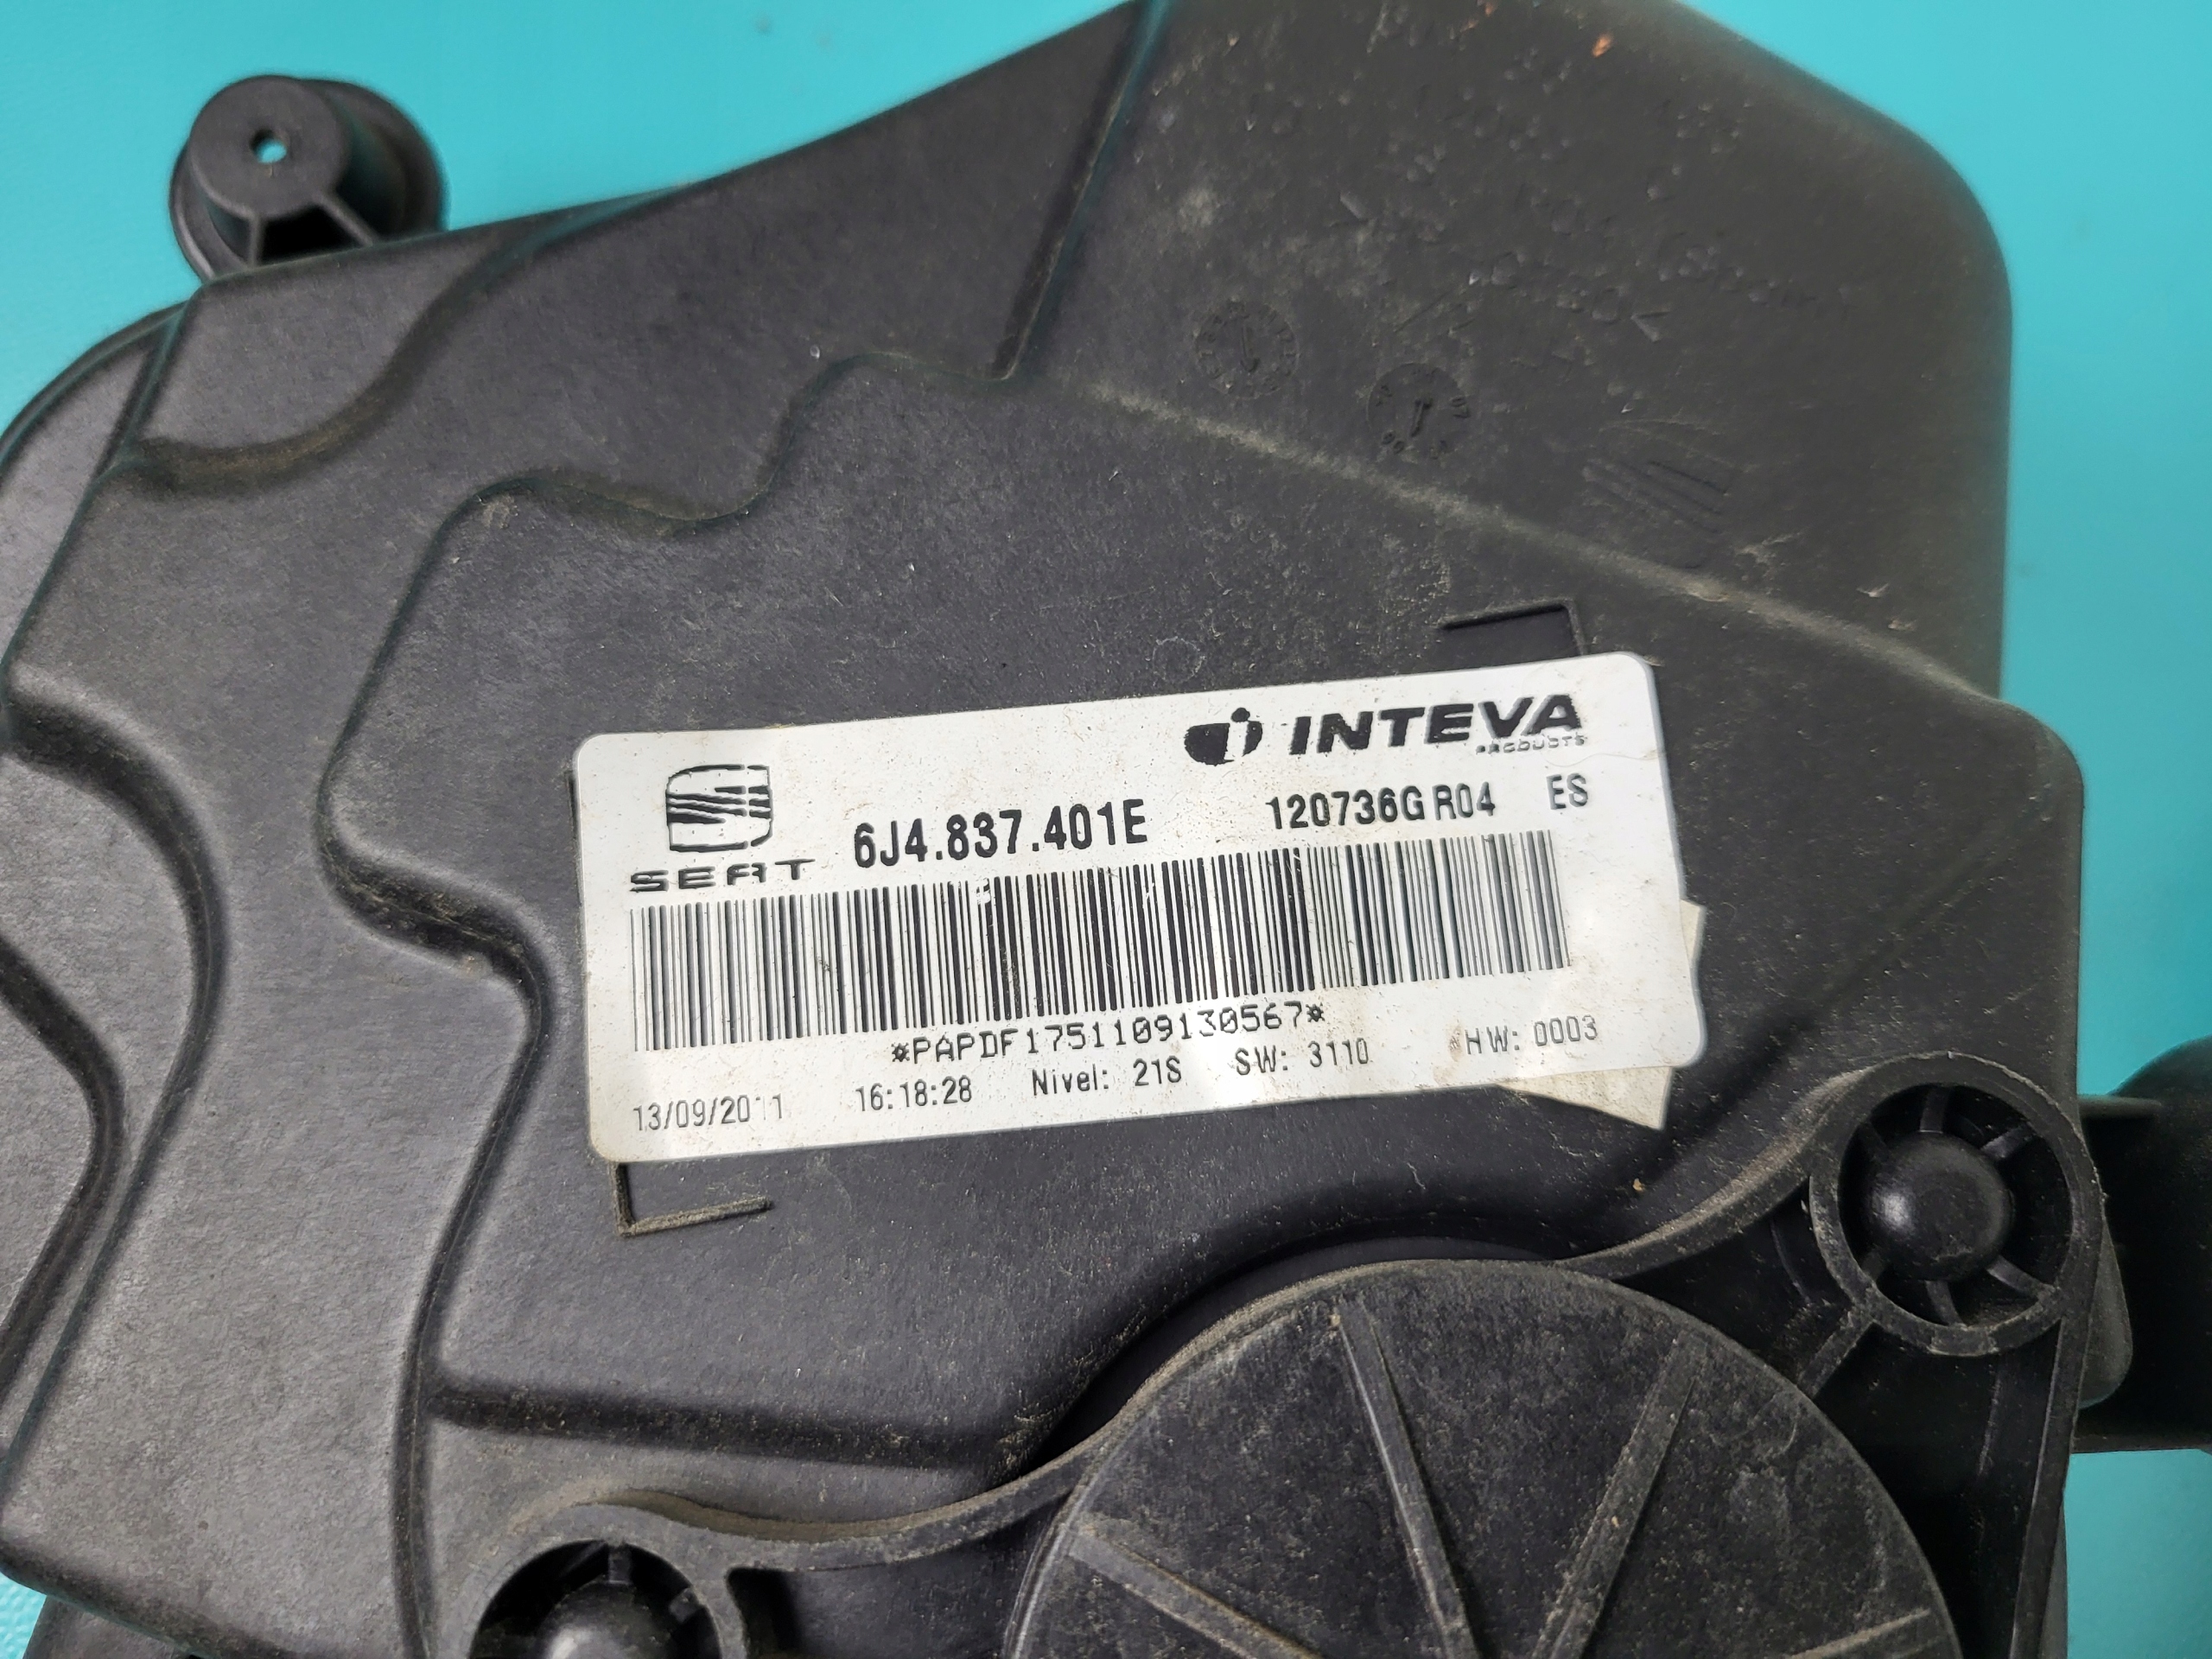 INTEVA
PRODUCTS
SEAT 6J4.837.401E 120736G R04 ES
*PAPDF1751109130567*
13/09/2011 16:18:28 Nivel: 21S SW: 3110 HW: 0003